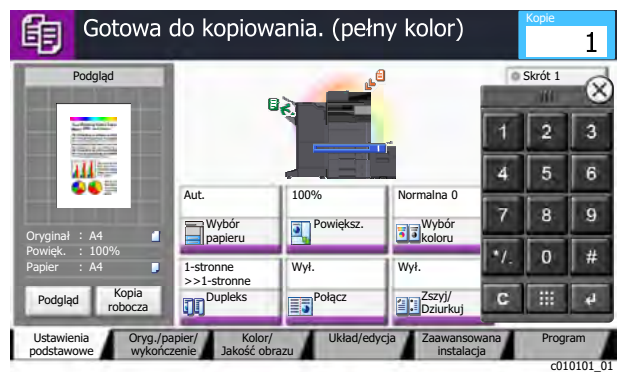 Gotowa do kopiowania. (pełny kolor)
Kopie
1
Podgląd
Oryginał : A4
Powięk. : 100%
Papier : A4
Podgląd
Kopia
robocza
Skrót 1
Aut.
Wybór
papieru
100%
Powiększ.
Normalna 0
Wybór
koloru
1-stronne
>>1-stronne
Dupleks
Wył.
Połącz
Wył.
Zszyj/
Dziurkuj
1 2 3
4 5 6
7 8 9
*/. 0 #
C
Ustawienia
podstawowe
Oryg./papier/
wykończenie
Kolor/
Jakość obrazu
Układ/edycja
Zaawansowana
instalacja
Program
c010101_01